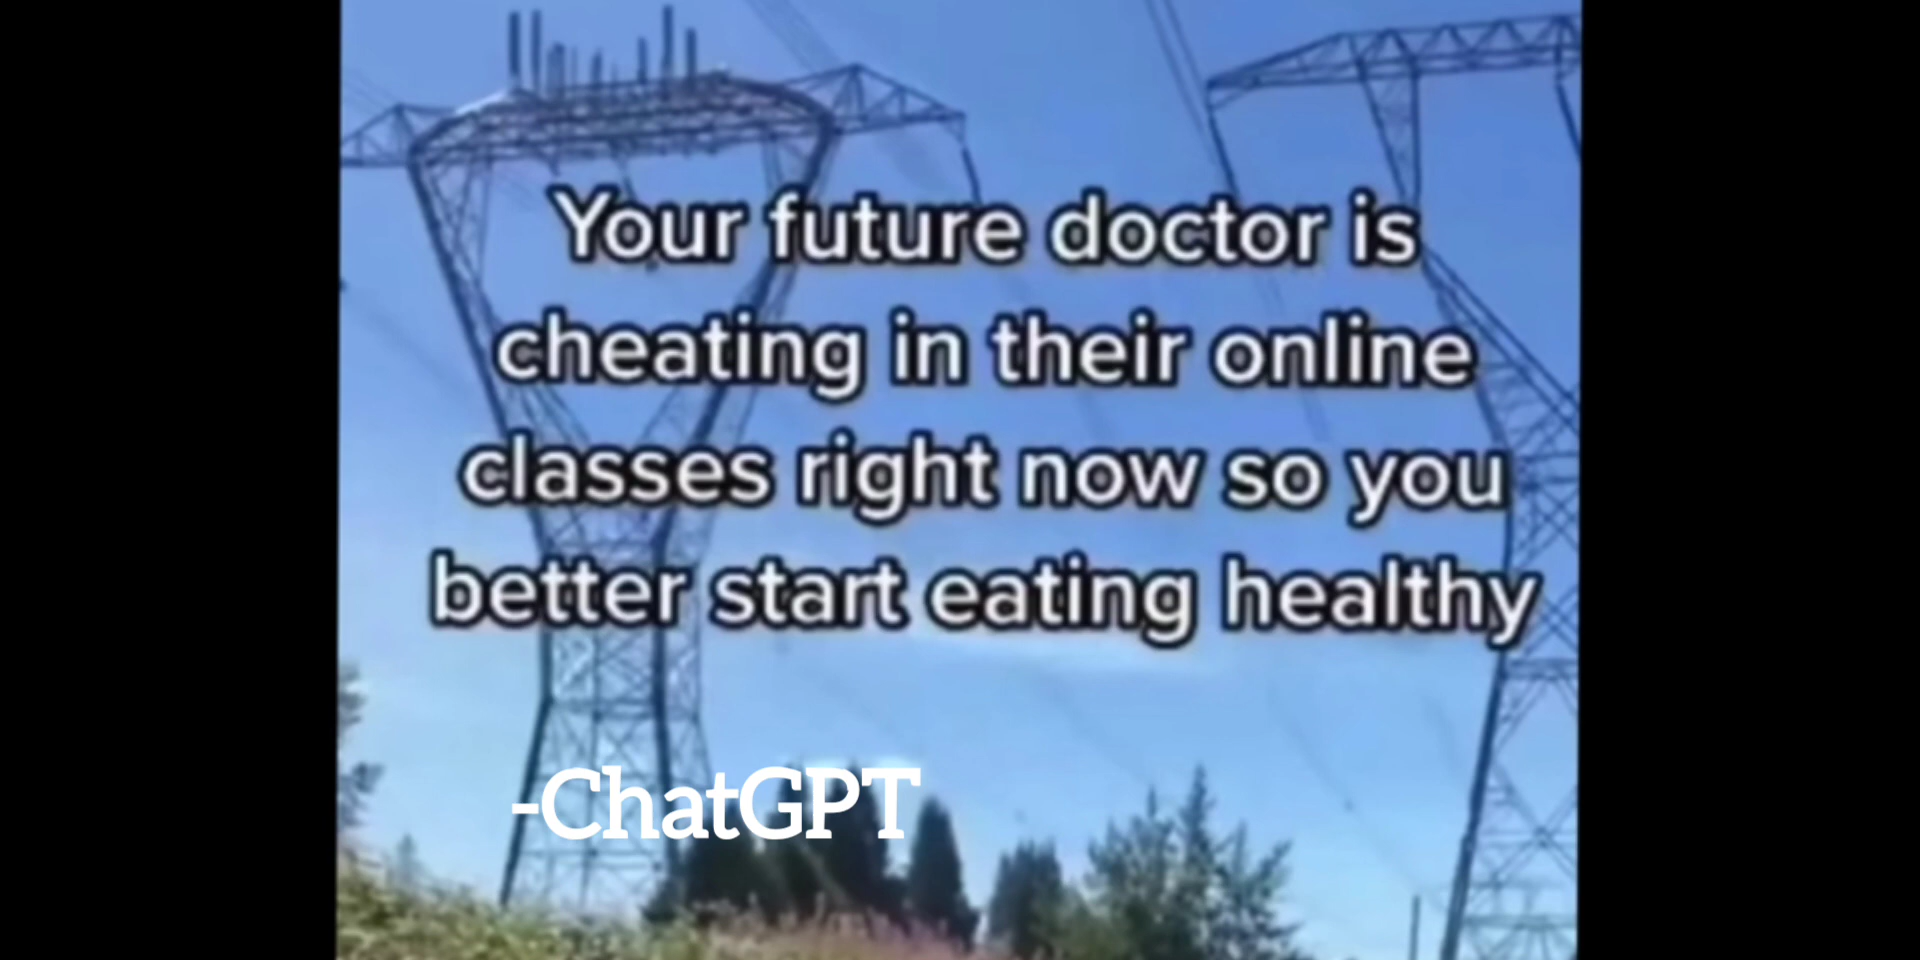 Your future doctor is
cheating in their online
classes right now so you
better start eating healthy
-ChatGPT